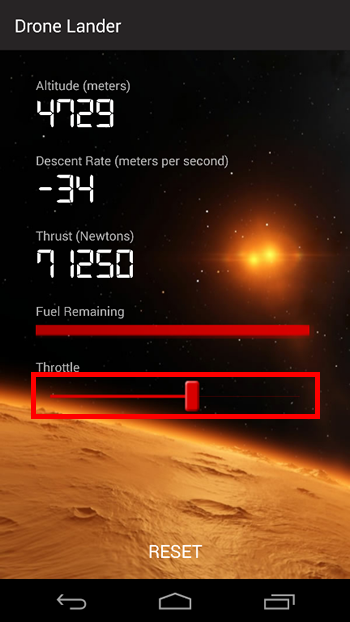 Drone Lander
Altitude (meters)
4729
Descent Rate (meters per second)
-34
Thrust (Newtons)
71250
Fuel Remaining
Throttle
RESET